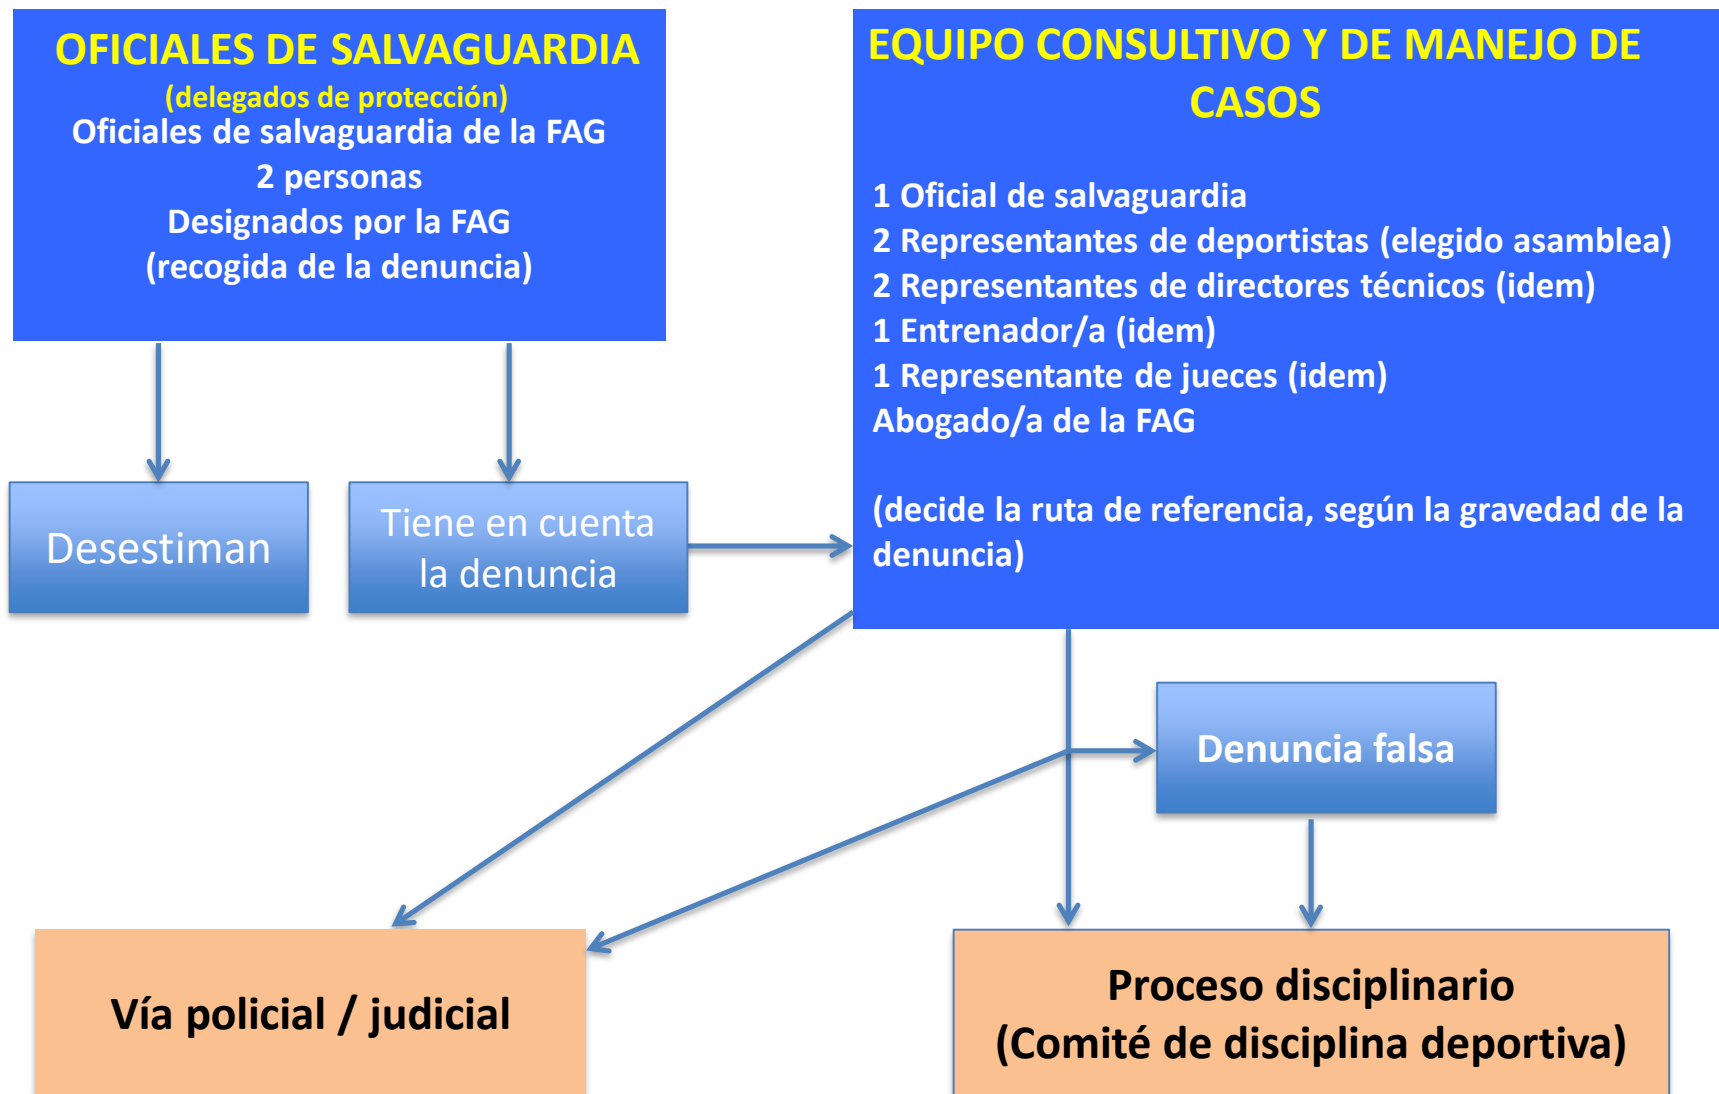 OFICIALES DE SALVAGUARDIA
(delegados de protección)
Oficiales de salvaguardia de la FAG
2 personas
Designados por la FAG
(recogida de la denuncia)
EQUIPO CONSULTIVO Y DE MANEJO DE
CASOS
1 Oficial de salvaguardia
2 Representantes de deportistas (elegido asamblea)
2 Representantes de directores técnicos (idem)
1 Entrenador/a (idem)
1 Representante de jueces (idem)
Abogado/a de la FAG
(decide la ruta de referencia, según la gravedad de la
denuncia)
Desestiman
Tiene en cuenta
la denuncia
Denuncia falsa
Vía policial / judicial
Proceso disciplinario
(Comité de disciplina deportiva)